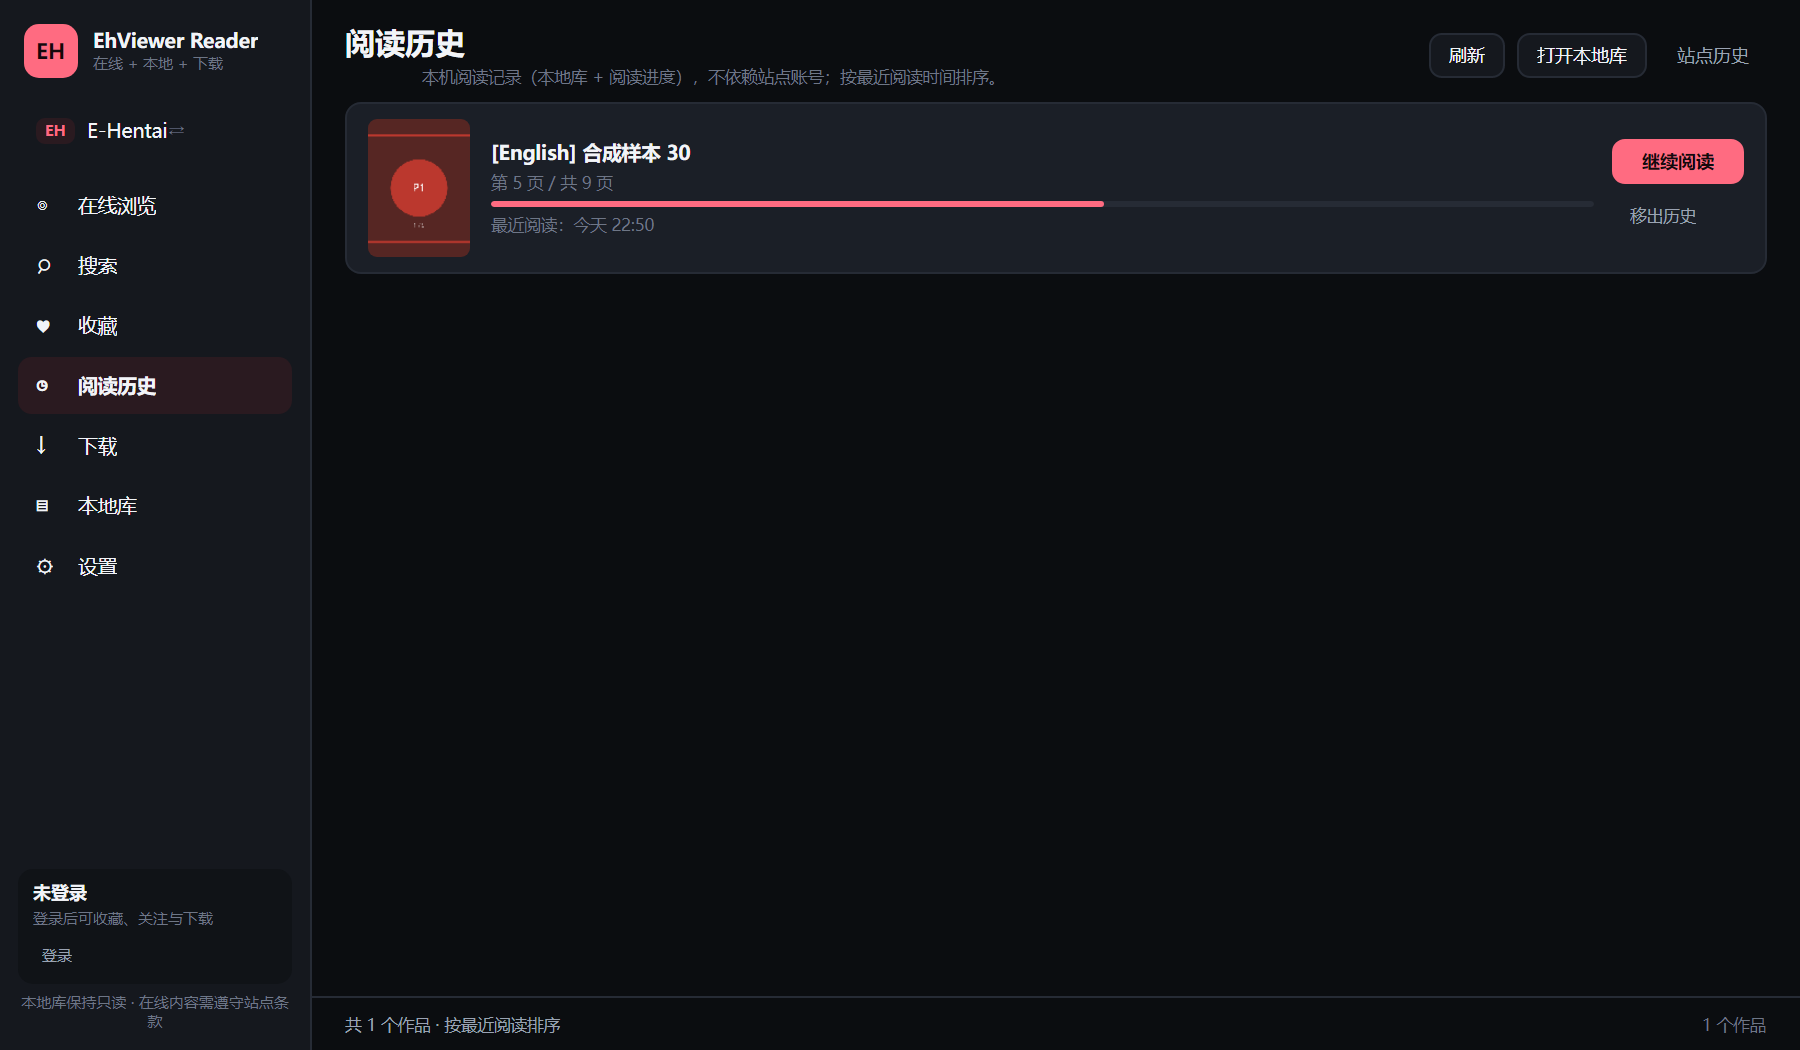 EH
EhViewer Reader
在线 + 本地 + 下载
EH E-Hentai
在线浏览
搜索
收藏
阅读历史
下载
本地库
设置
未登录
登录后可收藏、关注与下载
登录
本地库保持只读 · 在线内容需遵守站点条
款
阅读历史
本机阅读记录（本地库 + 阅读进度），不依赖站点账号；按最近阅读时间排序。
刷新
打开本地库
站点历史
P1
[English] 合成样本 30
第 5 页 / 共 9 页
最近阅读：今天 22:50
继续阅读
移出历史
共 1 个作品 · 按最近阅读排序
1 个作品